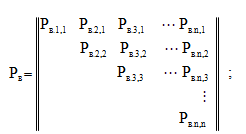 Pв.1,1 Pв.2,1 Pв.3,1 ⋯ Pв.n,1
Pв.2,2 Pв.3,2 ⋯ Pв.n,2
Pв= Pв.3,3 ⋯ Pв.n,3 ;
⋮
Pв.n,n